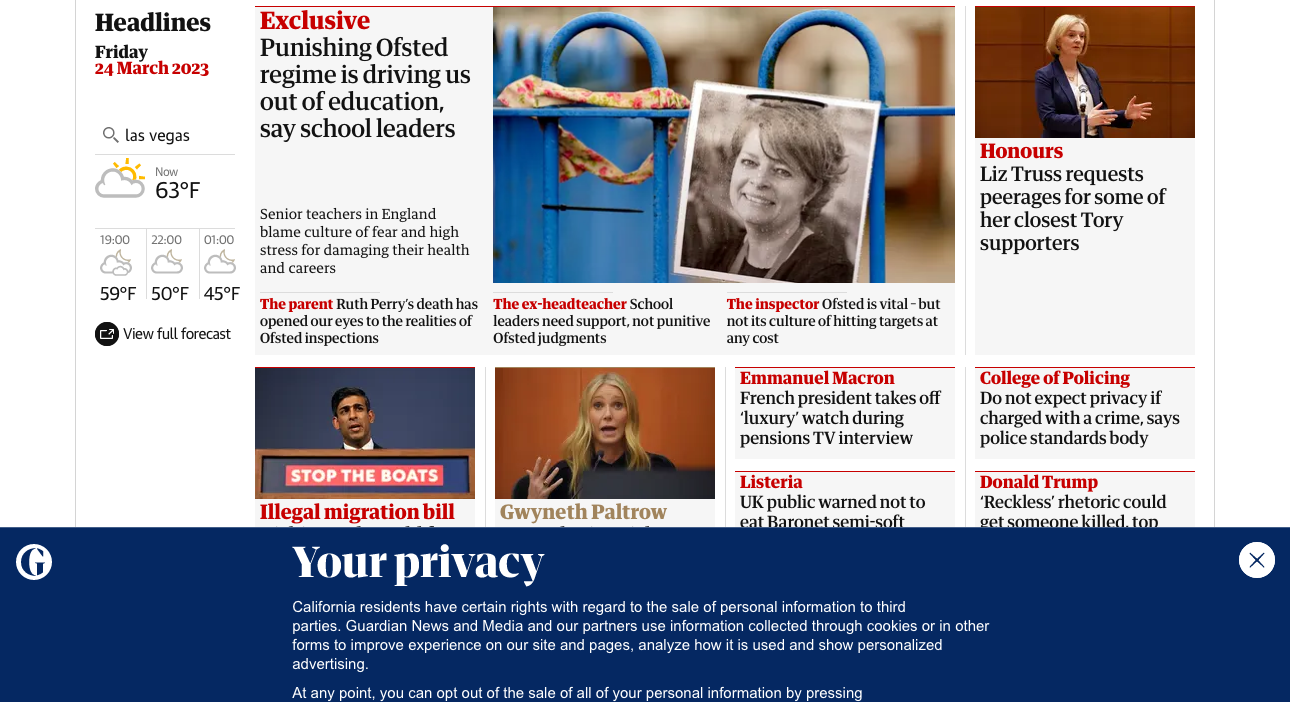 Headlines
Friday
24 March 2023
las vegas
Now
63°F
19:00
59°F
22:00
50°F
01:00
45°F
View full forecast
Exclusive
Punishing Ofsted
regime is driving us
out of education,
say school leaders
Senior teachers in England
blame culture of fear and high
stress for damaging their health
and careers
The parent Ruth Perry’s death has
opened our eyes to the realities of
Ofsted inspections
The ex-headteacher School
leaders need support, not punitive
Ofsted judgments
The inspector Ofsted is vital – but
not its culture of hitting targets at
any cost
Honours
Liz Truss requests
peerages for some of
her closest Tory
supporters
STOP THE BOATS
Illegal migration bill
Gwyneth Paltrow
Emmanuel Macron
French president takes off
‘luxury’ watch during
pensions TV interview
Listeria
UK public warned not to
eat Baronet semi-soft
College of Policing
Do not expect privacy if
charged with a crime, says
police standards body
Donald Trump
‘Reckless’ rhetoric could
get someone killed, top
Your privacy
California residents have certain rights with regard to the sale of personal information to third
parties. Guardian News and Media and our partners use information collected through cookies or in other
forms to improve experience on our site and pages, analyze how it is used and show personalized
advertising.
At any point, you can opt out of the sale of all of your personal information by pressing